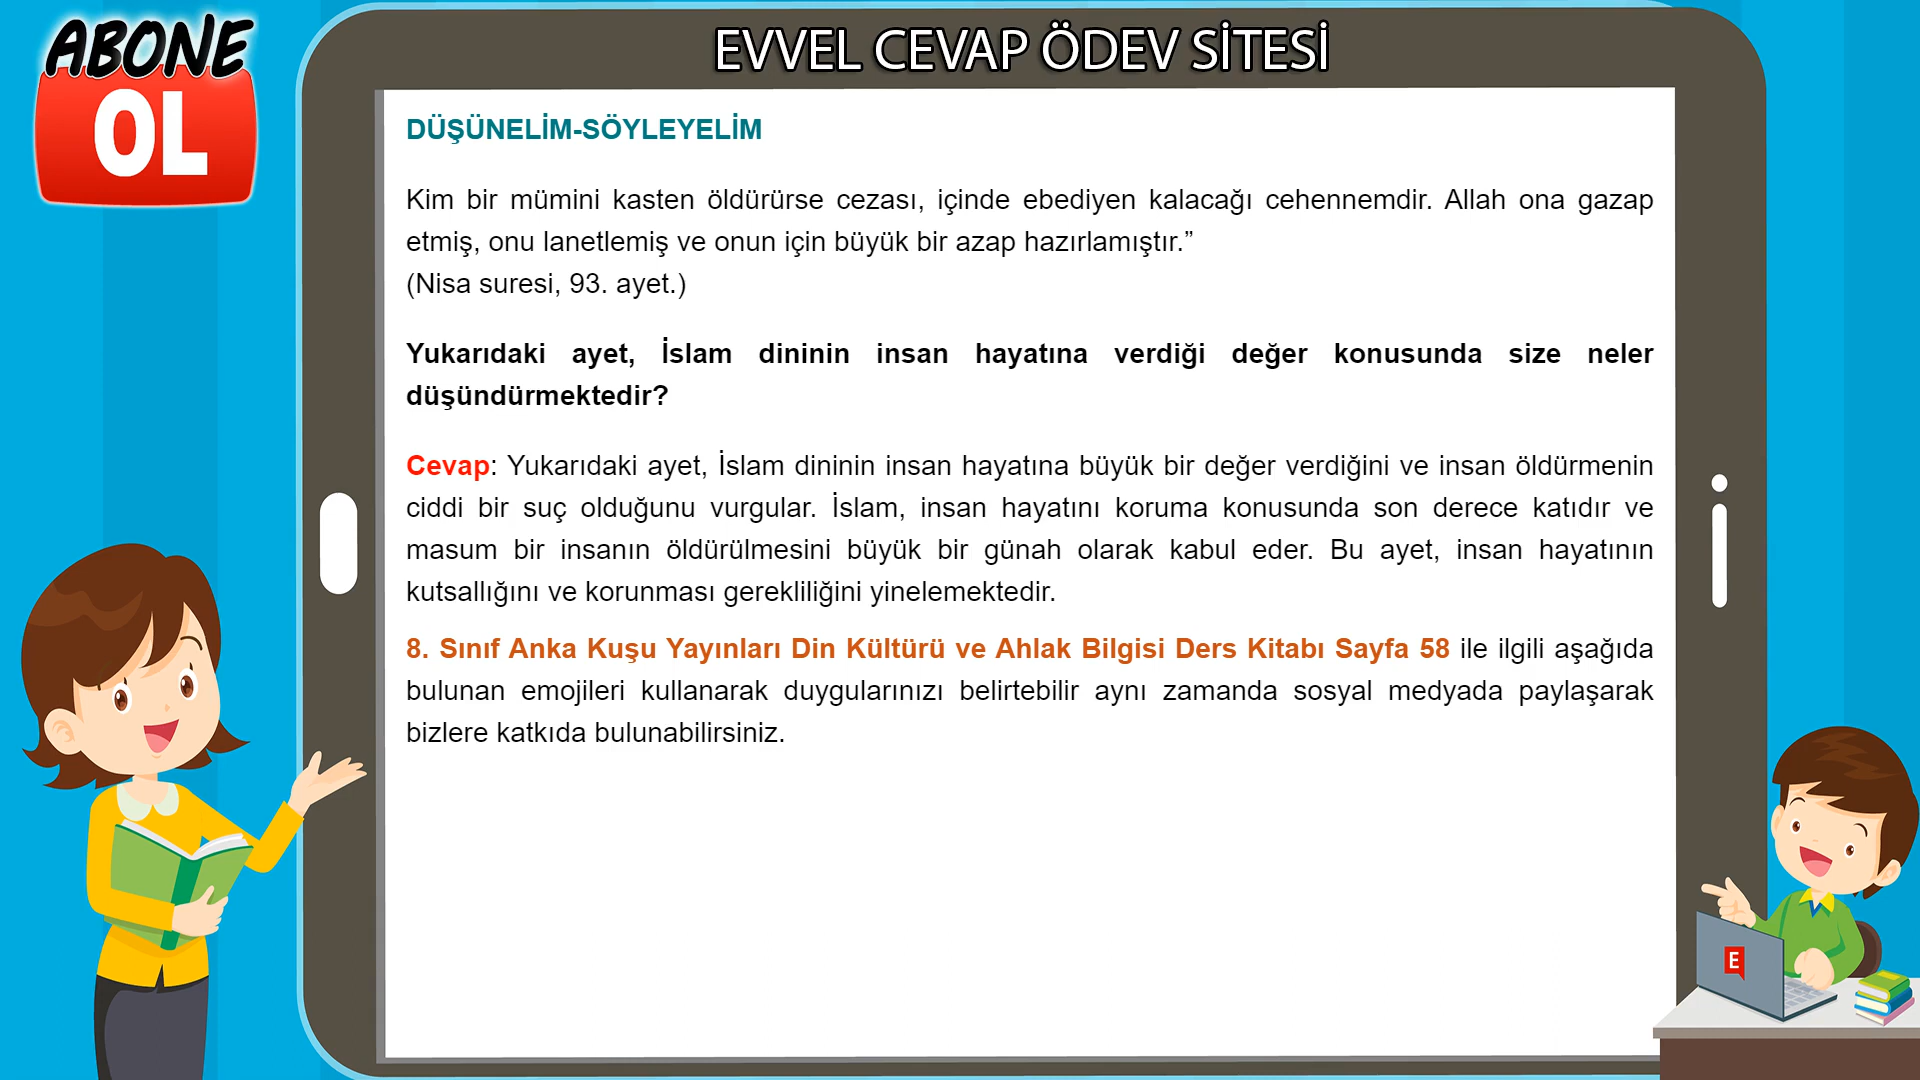 ABONE
OL
EVVEL CEVAP ÖDEV SİTESİ
DÜŞÜNELİM-SÖYLEYELİM
Kim bir mümini kasten öldürürse cezası, içinde ebediyen kalacağı cehennemdir. Allah ona gazap
etmiş, onu lanetlemiş ve onun için büyük bir azap hazırlamıştır.”
(Nisa suresi, 93. ayet.)
Yukarıdaki ayet, İslam dininin insan hayatına verdiği değer konusunda size neler
düşündürmektedir?
Cevap: Yukarıdaki ayet, İslam dininin insan hayatına büyük bir değer verdiğini ve insan öldürmenin
ciddi bir suç olduğunu vurgular. İslam, insan hayatını koruma konusunda son derece katıdır ve
masum bir insanın öldürülmesini büyük bir günah olarak kabul eder. Bu ayet, insan hayatının
kutsallığını ve korunması gerekliliğini yinelemektedir.
8. Sınıf Anka Kuşu Yayınları Din Kültürü ve Ahlak Bilgisi Ders Kitabı Sayfa 58 ile ilgili aşağıda
bulunan emojileri kullanarak duygularınızı belirtebilir aynı zamanda sosyal medyada paylaşarak
bizlere katkıda bulunabilirsiniz.
E